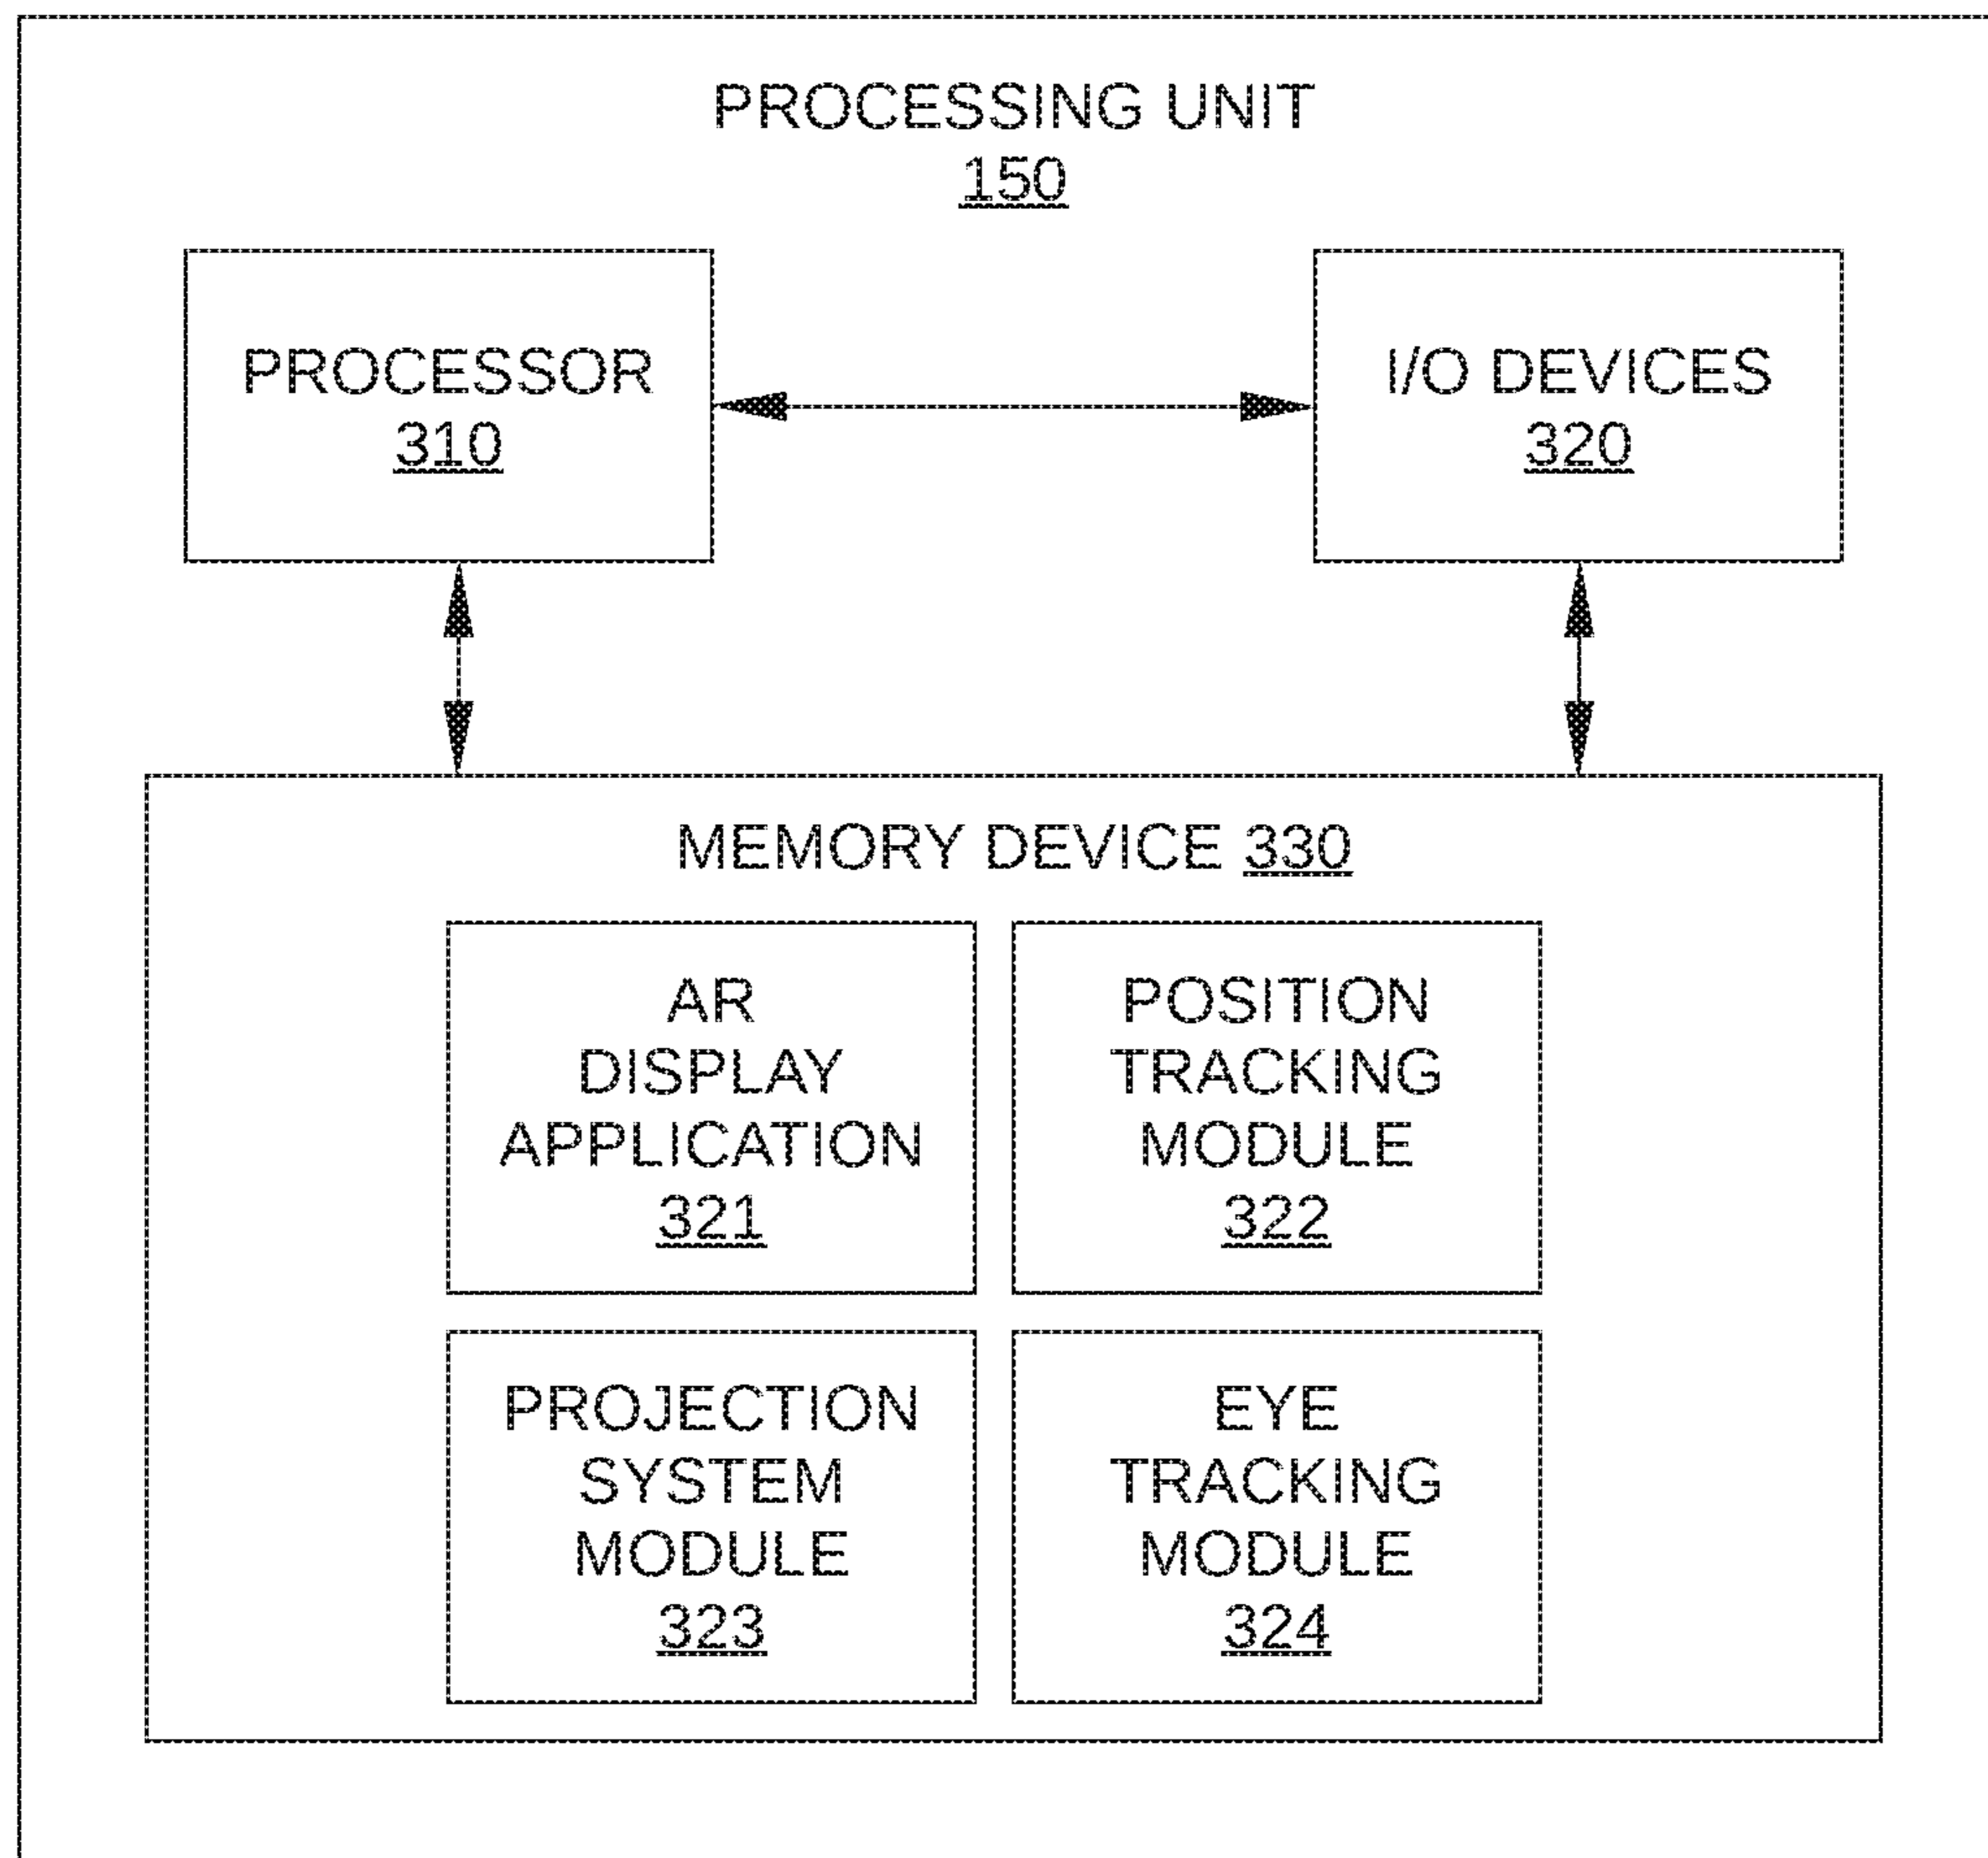 PROCESSING UNIT
150
PROCESSOR
310
I/O DEVICES
320
MEMORY DEVICE 330
AR
DISPLAY
APPLICATION
321
POSITION
TRACKING
MODULE
322
PROJECTION
SYSTEM
MODULE
323
EYE
TRACKING
MODULE
324